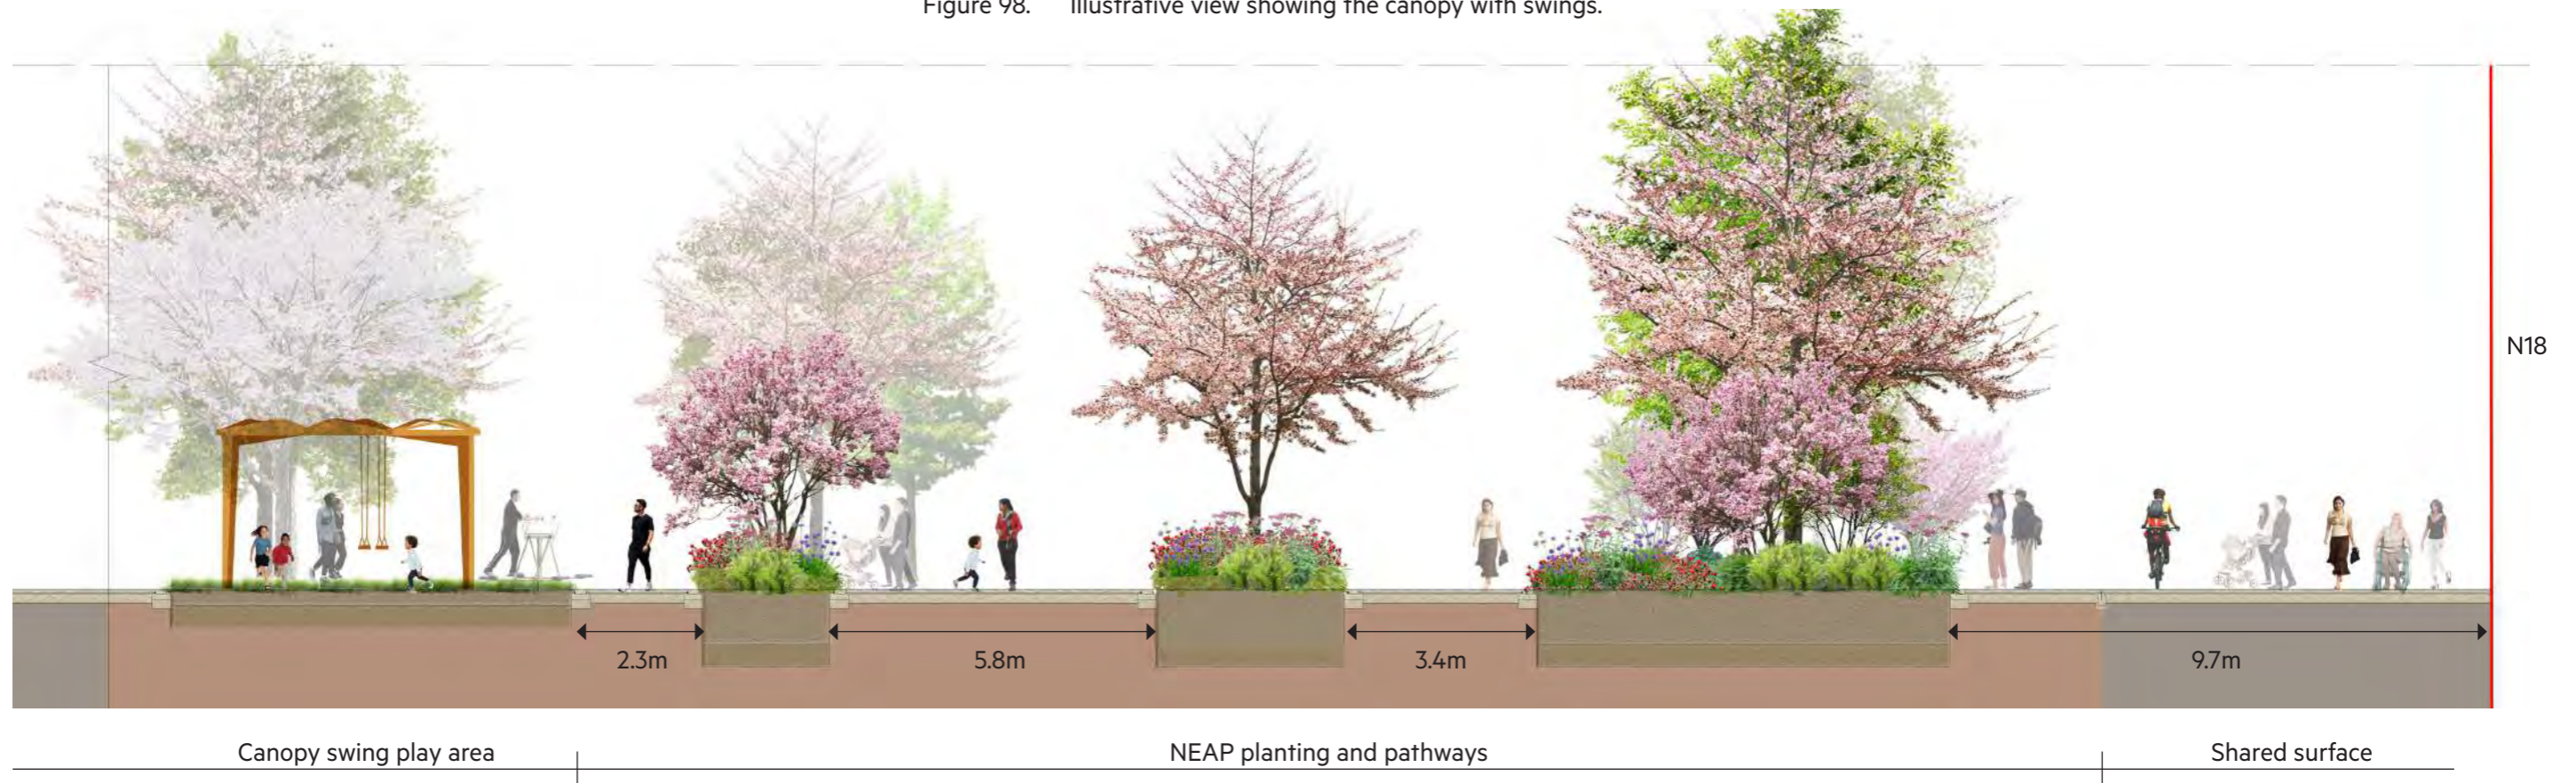 Figure 98. Illustrative view showing the canopy with swings.
N18
2.3m
5.8m
3.4m
9.7m
Canopy swing play area
NEAP planting and pathways
Shared surface